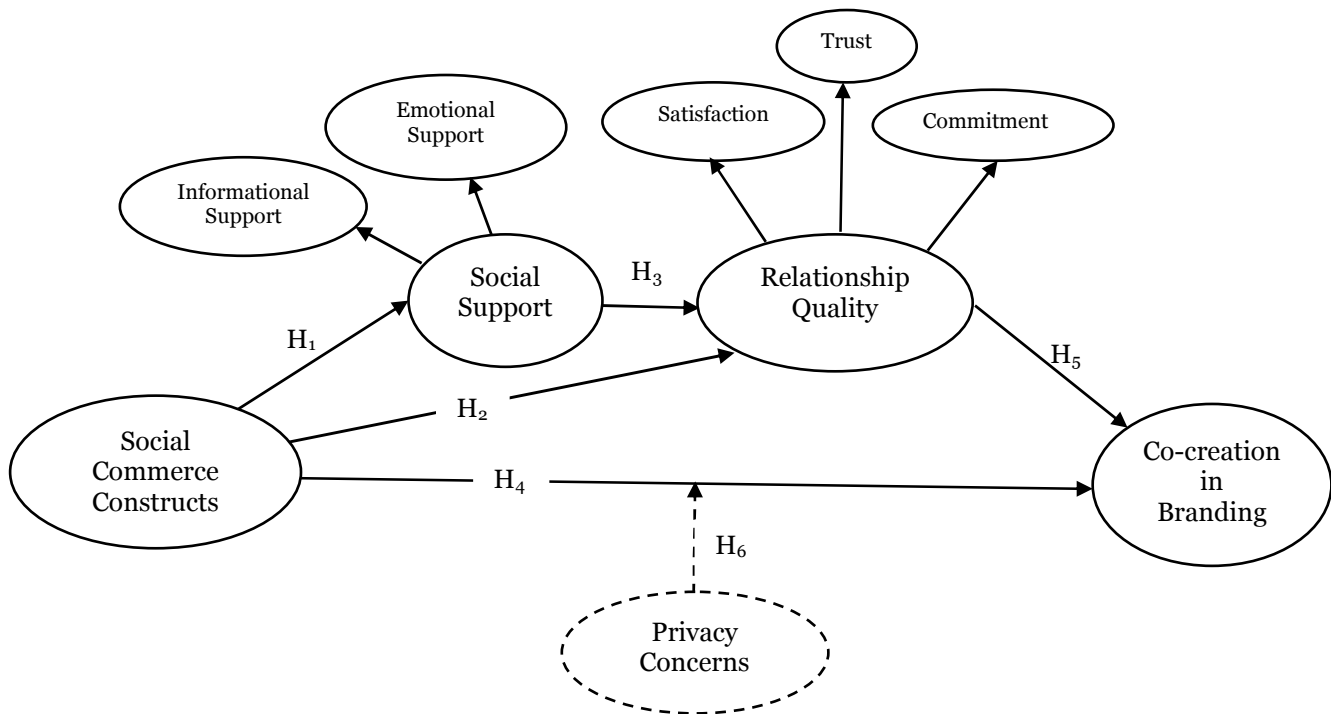 Trust
Emotional
Support
Satisfaction
Commitment
Informational
Support
Social
Support
H₃
Relationship
Quality
H₁
H₅
H₂
Social
Commerce
Constructs
H₄
Co-creation
in
Branding
H₆
Privacy
Concerns